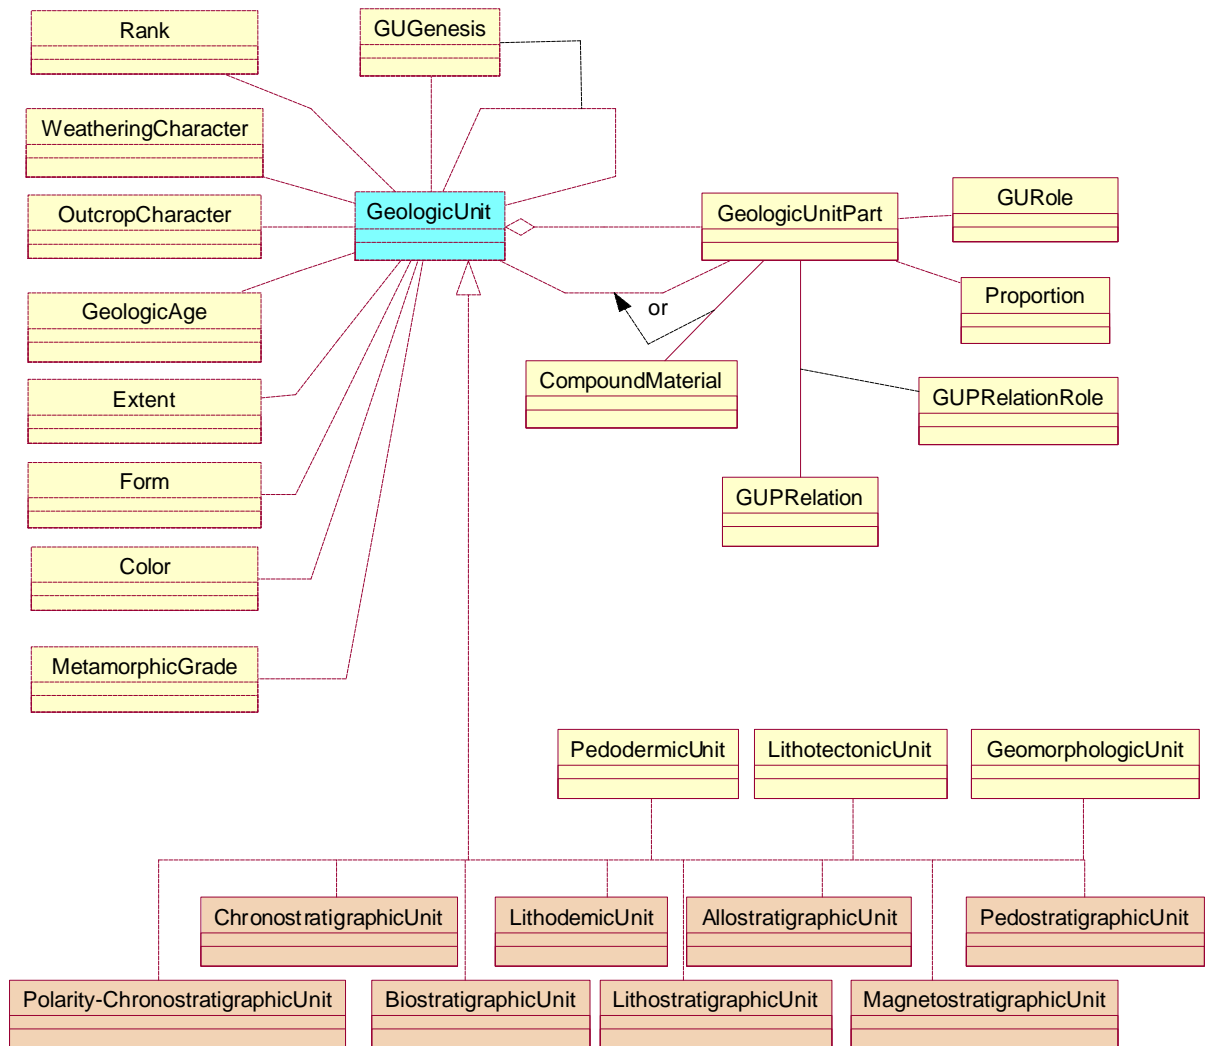 Rank
GUGenesis
WeatheringCharacter
OutcropCharacter
GeologicUnit
GeologicUnitPart
GURole
GeologicAge
Proportion
or
Extent
CompoundMaterial
GUPRelationRole
Form
GUPRelation
Color
MetamorphicGrade
PedodermicUnit
LithotectonicUnit
GeomorphologicUnit
ChronostratigraphicUnit
LithodemicUnit
AllostratigraphicUnit
PedostratigraphicUnit
Polarity-ChronostratigraphicUnit
BiostratigraphicUnit
LithostratigraphicUnit
MagnetostratigraphicUnit